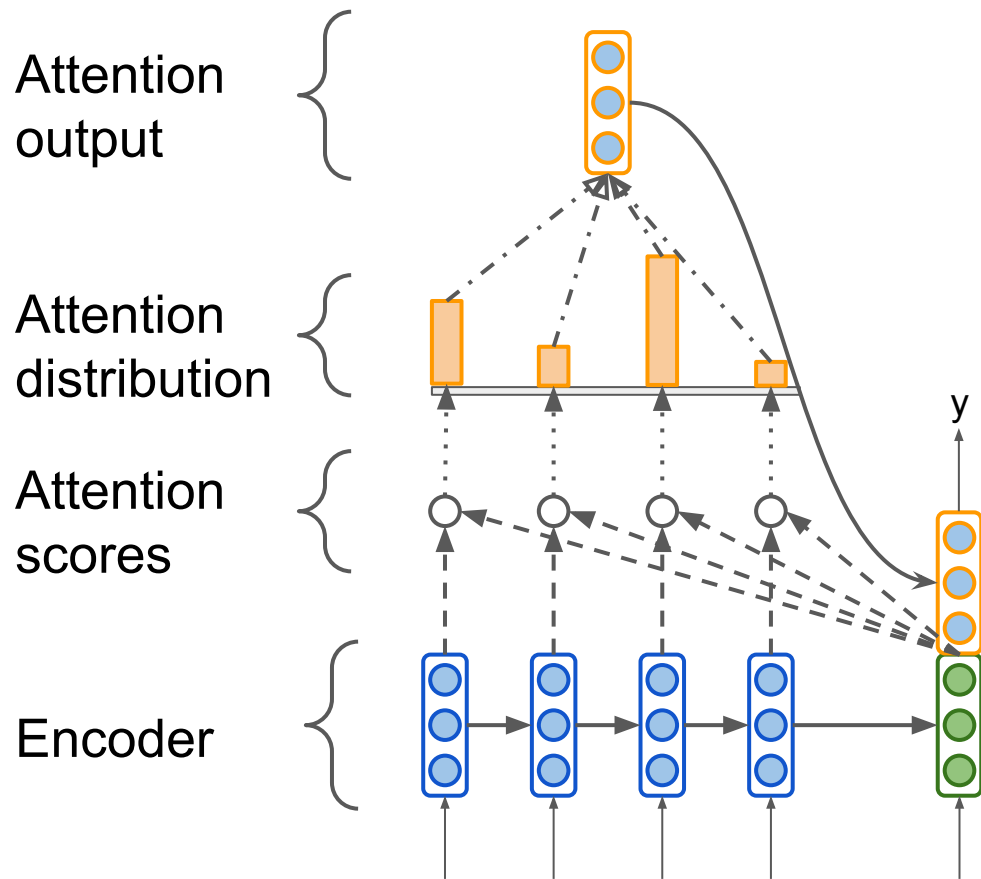 Attention
output
Attention
distribution
y
Attention
scores
Encoder